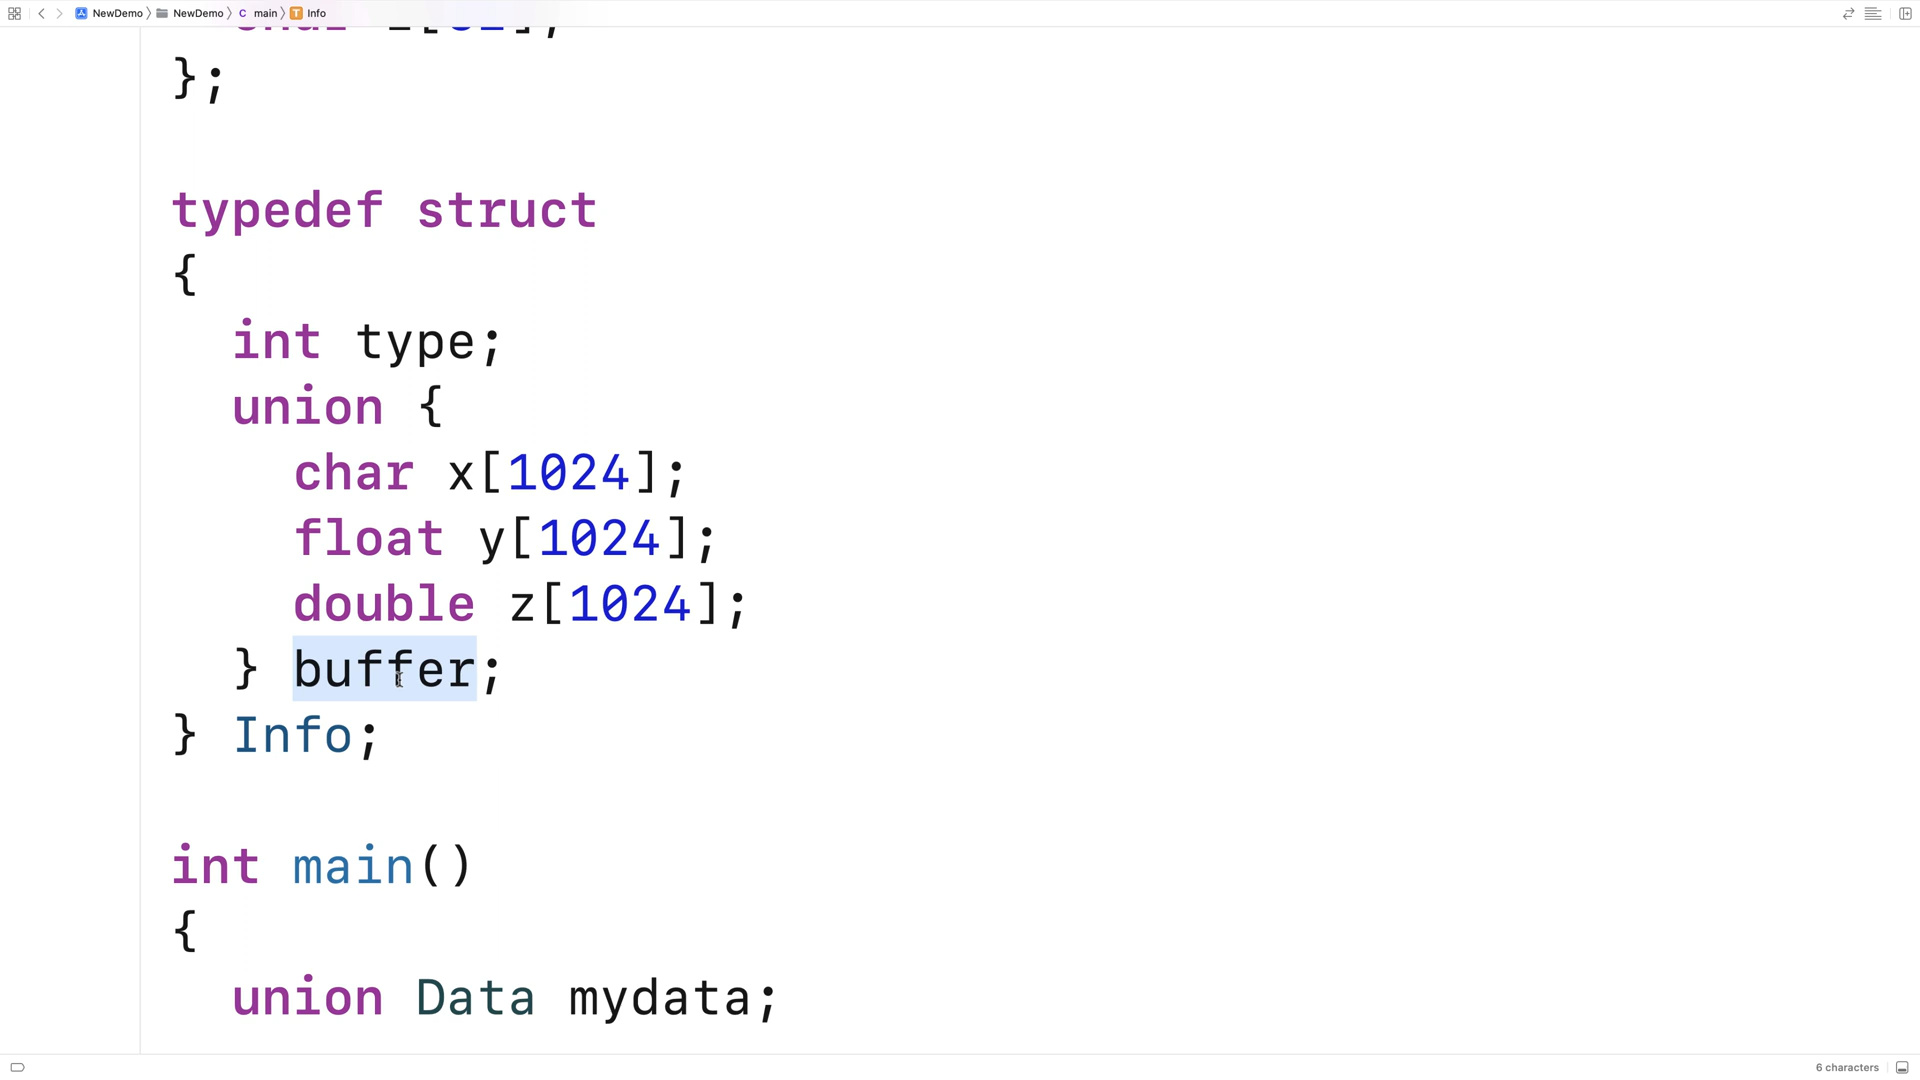 NewDemo NewDemo C main T Info
};
typedef struct
{
int type;
union {
char x[1024];
float y[1024];
double z[1024];
} buffer;
} Info;
int main()
{
union Data mydata;
6 characters